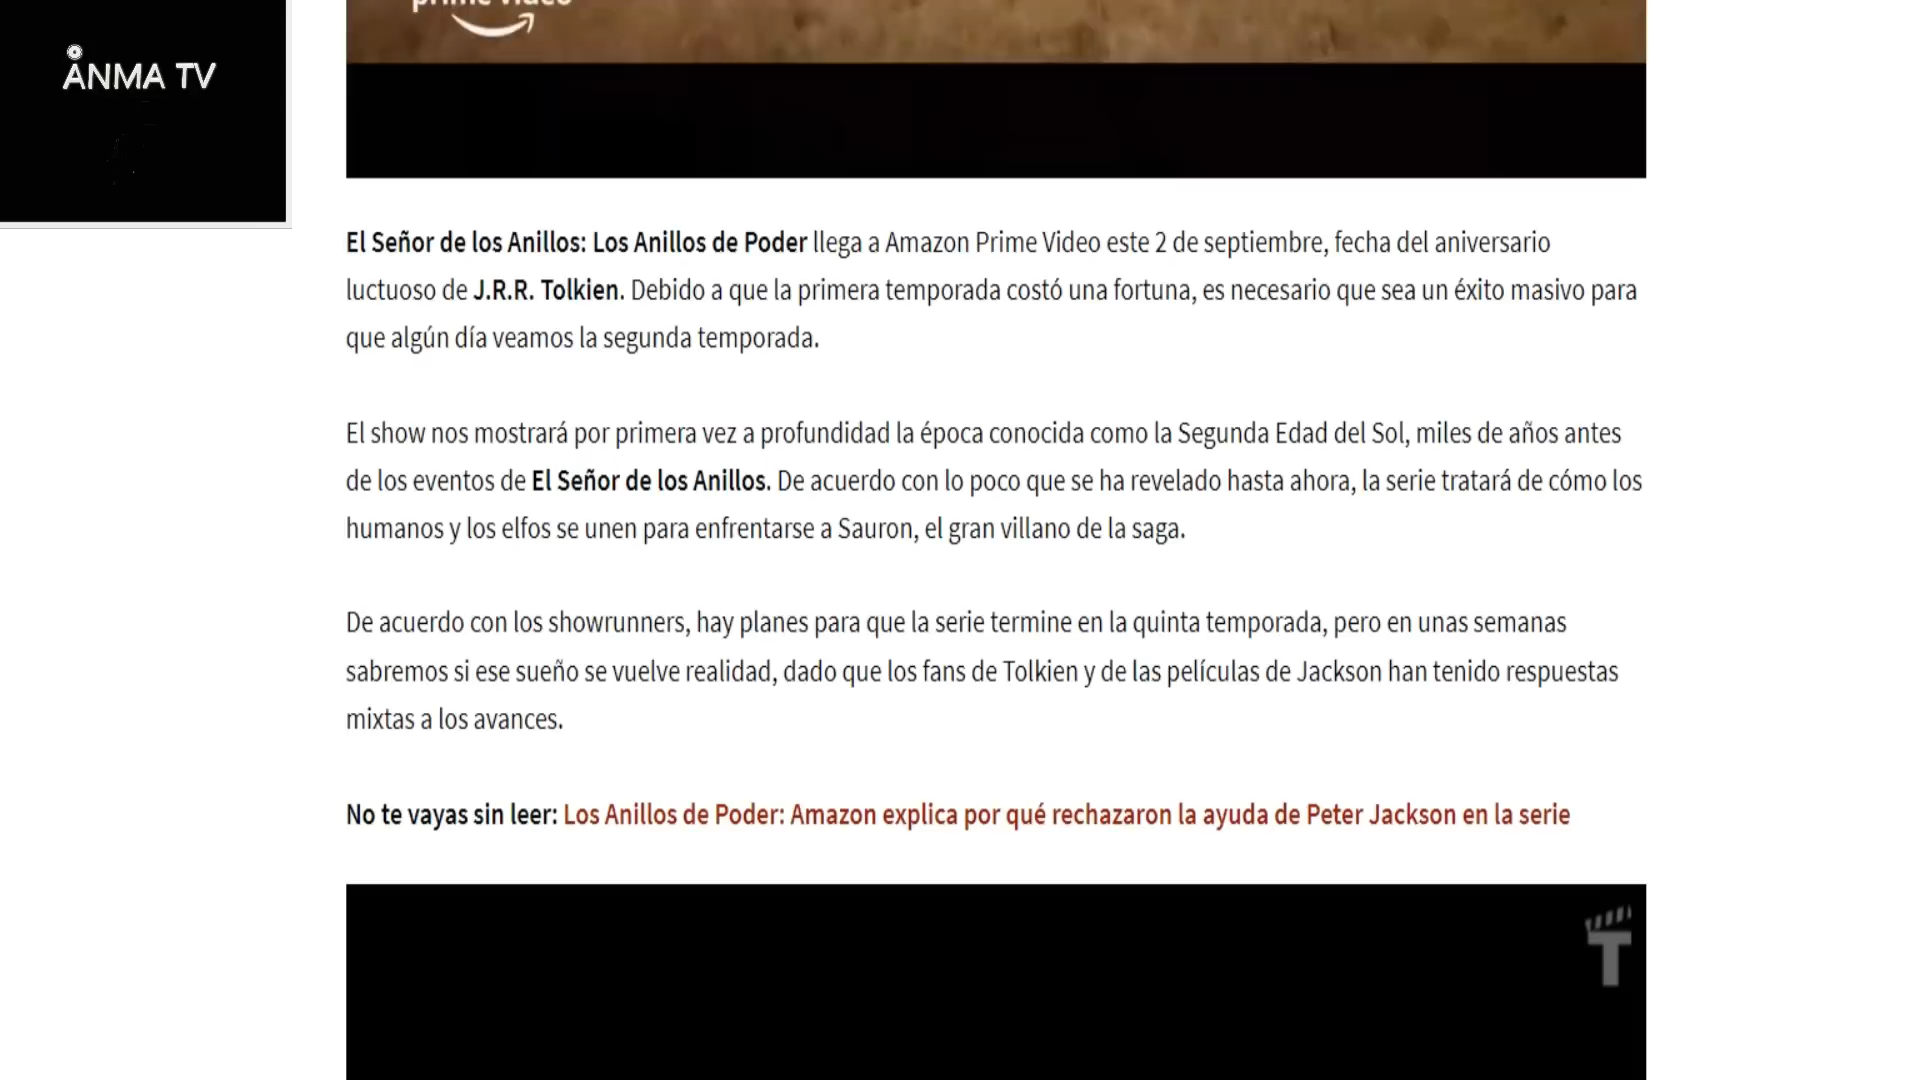 prime video
ÅNMA TV
El Señor de los Anillos: Los Anillos de Poder llega a Amazon Prime Video este 2 de septiembre, fecha del aniversario
luctuoso de J.R.R. Tolkien. Debido a que la primera temporada costó una fortuna, es necesario que sea un éxito masivo para
que algún día veamos la segunda temporada.
El show nos mostrará por primera vez a profundidad la época conocida como la Segunda Edad del Sol, miles de años antes
de los eventos de El Señor de los Anillos. De acuerdo con lo poco que se ha revelado hasta ahora, la serie tratará de cómo los
humanos y los elfos se unen para enfrentarse a Sauron, el gran villano de la saga.
De acuerdo con los showrunners, hay planes para que la serie termine en la quinta temporada, pero en unas semanas
sabremos si ese sueño se vuelve realidad, dado que los fans de Tolkien y de las películas de Jackson han tenido respuestas
mixtas a los avances.
No te vayas sin leer: Los Anillos de Poder: Amazon explica por qué rechazaron la ayuda de Peter Jackson en la serie
T